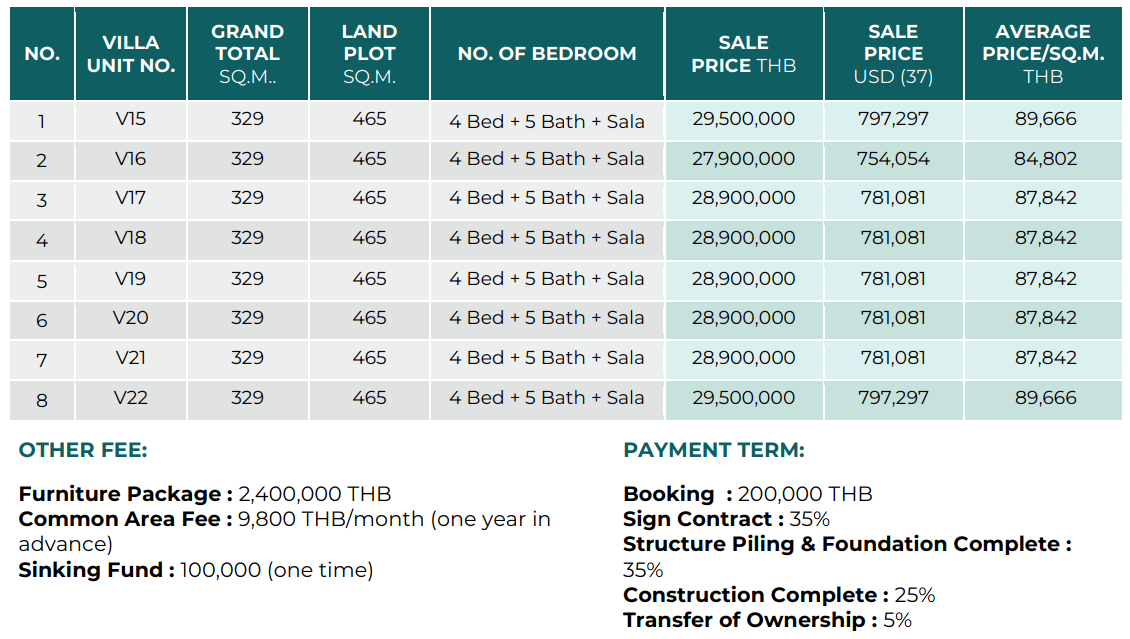 NO. VILLA UNIT NO. GRAND TOTAL SQ.M.. LAND PLOT SQ.M. NO. OF BEDROOM SALE PRICE THB SALE PRICE USD (37) AVERAGE PRICE/SQ.M. THB
1 V15 329 465 4 Bed + 5 Bath + Sala 29,500,000 797,297 89,666
2 V16 329 465 4 Bed + 5 Bath + Sala 27,900,000 754,054 84,802
3 V17 329 465 4 Bed + 5 Bath + Sala 28,900,000 781,081 87,842
4 V18 329 465 4 Bed + 5 Bath + Sala 28,900,000 781,081 87,842
5 V19 329 465 4 Bed + 5 Bath + Sala 28,900,000 781,081 87,842
6 V20 329 465 4 Bed + 5 Bath + Sala 28,900,000 781,081 87,842
7 V21 329 465 4 Bed + 5 Bath + Sala 28,900,000 781,081 87,842
8 V22 329 465 4 Bed + 5 Bath + Sala 29,500,000 797,297 89,666
OTHER FEE:
Furniture Package : 2,400,000 THB
Common Area Fee : 9,800 THB/month (one year in
advance)
Sinking Fund : 100,000 (one time)
PAYMENT TERM:
Booking : 200,000 THB
Sign Contract : 35%
Structure Piling & Foundation Complete :
35%
Construction Complete : 25%
Transfer of Ownership : 5%